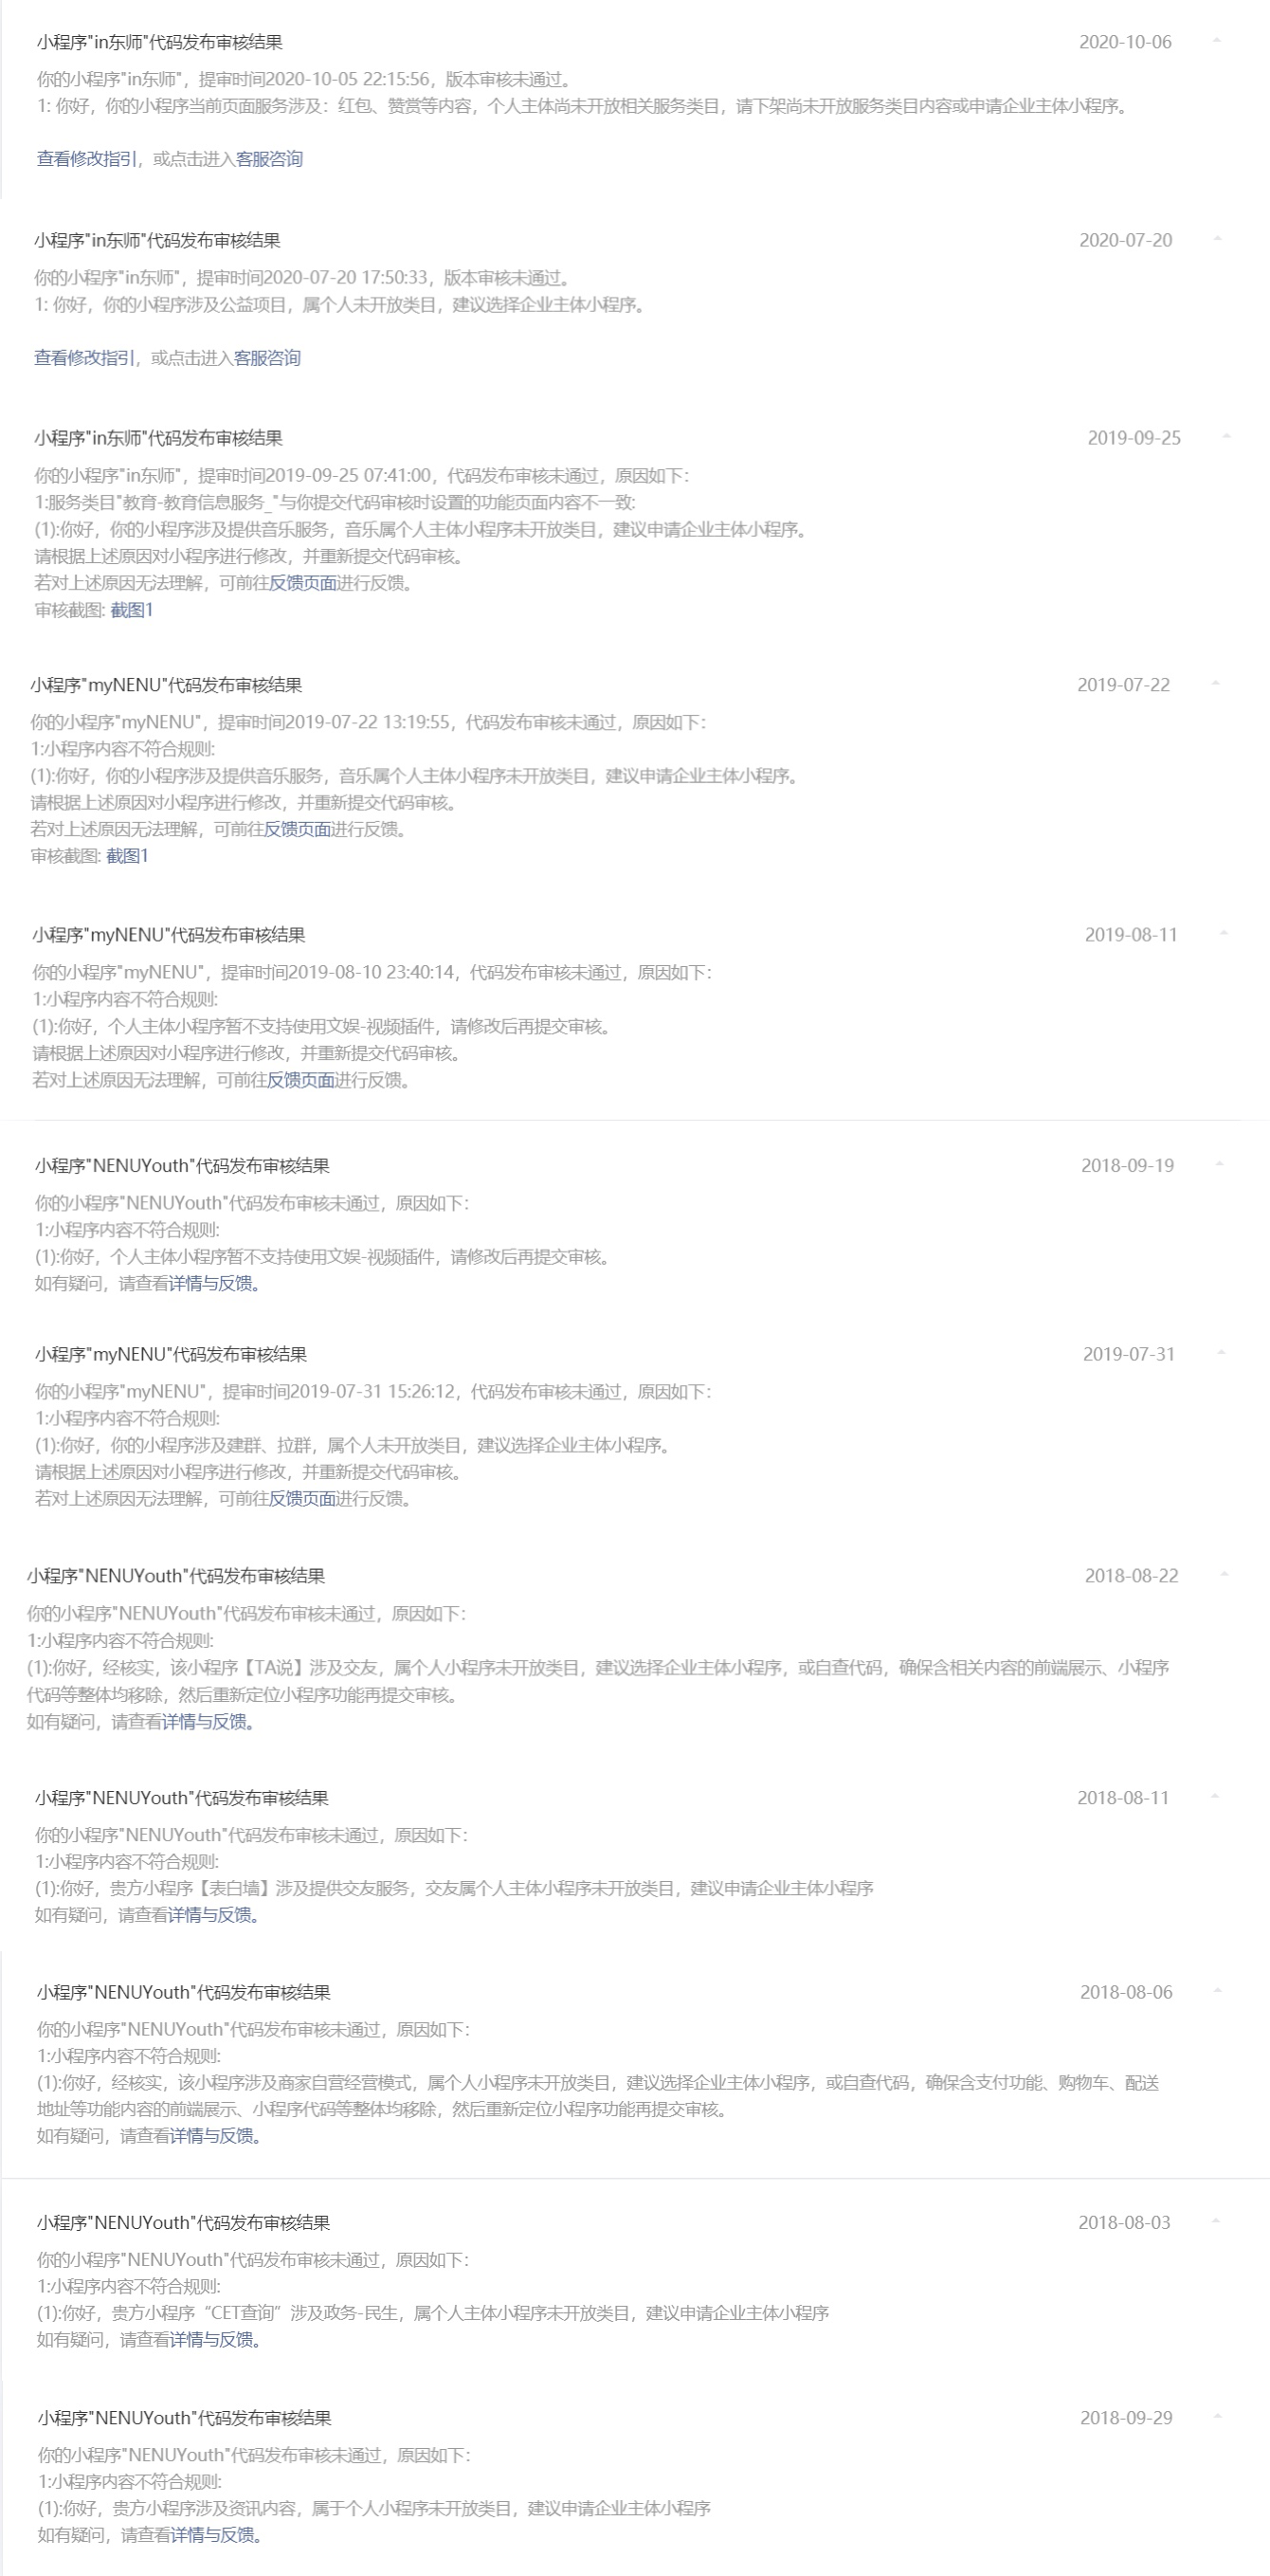 小程序"in东师"代码发布审核结果 2020-10-06
你的小程序"in东师"，提审时间2020-10-05 22:15:56，版本审核未通过。
1: 你好，你的小程序当前页面服务涉及：红包、赞赏等内容，个人主体尚未开放相关服务类目，请下架尚未开放服务类目内容或申请企业主体小程序。
查看修改指引，或点击进入客服咨询
小程序"in东师"代码发布审核结果 2020-07-20
你的小程序"in东师"，提审时间2020-07-20 17:50:33，版本审核未通过。
1: 你好，你的小程序涉及公益项目，属个人未开放类目，建议选择企业主体小程序。
查看修改指引，或点击进入客服咨询
小程序"in东师"代码发布审核结果 2019-09-25
你的小程序"in东师"，提审时间2019-09-25 07:41:00，代码发布审核未通过，原因如下：
1:服务类目"教育-教育信息服务_"与你提交代码审核时设置的功能页面内容不一致:
(1):你好，你的小程序涉及提供音乐服务，音乐属个人主体小程序未开放类目，建议申请企业主体小程序。
请根据上述原因对小程序进行修改，并重新提交代码审核。
若对上述原因无法理解，可前往反馈页面进行反馈。
审核截图: 截图1
小程序"myNENU"代码发布审核结果 2019-07-22
你的小程序"myNENU"，提审时间2019-07-22 13:19:55，代码发布审核未通过，原因如下：
1:小程序内容不符合规则:
(1):你好，你的小程序涉及提供音乐服务，音乐属个人主体小程序未开放类目，建议申请企业主体小程序。
请根据上述原因对小程序进行修改，并重新提交代码审核。
若对上述原因无法理解，可前往反馈页面进行反馈。
审核截图: 截图1
小程序"myNENU"代码发布审核结果 2019-08-11
你的小程序"myNENU"，提审时间2019-08-10 23:40:14，代码发布审核未通过，原因如下：
1:小程序内容不符合规则:
(1):你好，个人主体小程序暂不支持使用文娱-视频插件，请修改后再提交审核。
请根据上述原因对小程序进行修改，并重新提交代码审核。
若对上述原因无法理解，可前往反馈页面进行反馈。
小程序"NENUYouth"代码发布审核结果 2018-09-19
你的小程序"NENUYouth"代码发布审核未通过，原因如下：
1:小程序内容不符合规则:
(1):你好，个人主体小程序暂不支持使用文娱-视频插件，请修改后再提交审核。
如有疑问，请查看详情与反馈。
小程序"myNENU"代码发布审核结果 2019-07-31
你的小程序"myNENU"，提审时间2019-07-31 15:26:12，代码发布审核未通过，原因如下：
1:小程序内容不符合规则:
(1):你好，你的小程序涉及建群、拉群，属个人未开放类目，建议选择企业主体小程序。
请根据上述原因对小程序进行修改，并重新提交代码审核。
若对上述原因无法理解，可前往反馈页面进行反馈。
小程序"NENUYouth"代码发布审核结果 2018-08-22
你的小程序"NENUYouth"代码发布审核未通过，原因如下：
1:小程序内容不符合规则:
(1):你好，经核实，该小程序【TA说】涉及交友，属个人小程序未开放类目，建议选择企业主体小程序，或自查代码，确保含相关内容的前端展示、小程序
代码等整体均移除，然后重新定位小程序功能再提交审核。
如有疑问，请查看详情与反馈。
小程序"NENUYouth"代码发布审核结果 2018-08-11
你的小程序"NENUYouth"代码发布审核未通过，原因如下：
1:小程序内容不符合规则:
(1):你好，贵方小程序【表白墙】涉及提供交友服务，交友属个人主体小程序未开放类目，建议申请企业主体小程序
如有疑问，请查看详情与反馈。
小程序"NENUYouth"代码发布审核结果 2018-08-06
你的小程序"NENUYouth"代码发布审核未通过，原因如下：
1:小程序内容不符合规则:
(1):你好，经核实，该小程序涉及商家自营经营模式，属个人小程序未开放类目，建议选择企业主体小程序，或自查代码，确保含支付功能、购物车、配送
地址等功能内容的前端展示、小程序代码等整体均移除，然后重新定位小程序功能再提交审核。
如有疑问，请查看详情与反馈。
小程序"NENUYouth"代码发布审核结果 2018-08-03
你的小程序"NENUYouth"代码发布审核未通过，原因如下：
1:小程序内容不符合规则:
(1):你好，贵方小程序“CET查询”涉及政务-民生，属个人主体小程序未开放类目，建议申请企业主体小程序
如有疑问，请查看详情与反馈。
小程序"NENUYouth"代码发布审核结果 2018-09-29
你的小程序"NENUYouth"代码发布审核未通过，原因如下：
1:小程序内容不符合规则:
(1):你好，贵方小程序涉及资讯内容，属于个人小程序未开放类目，建议申请企业主体小程序
如有疑问，请查看详情与反馈。